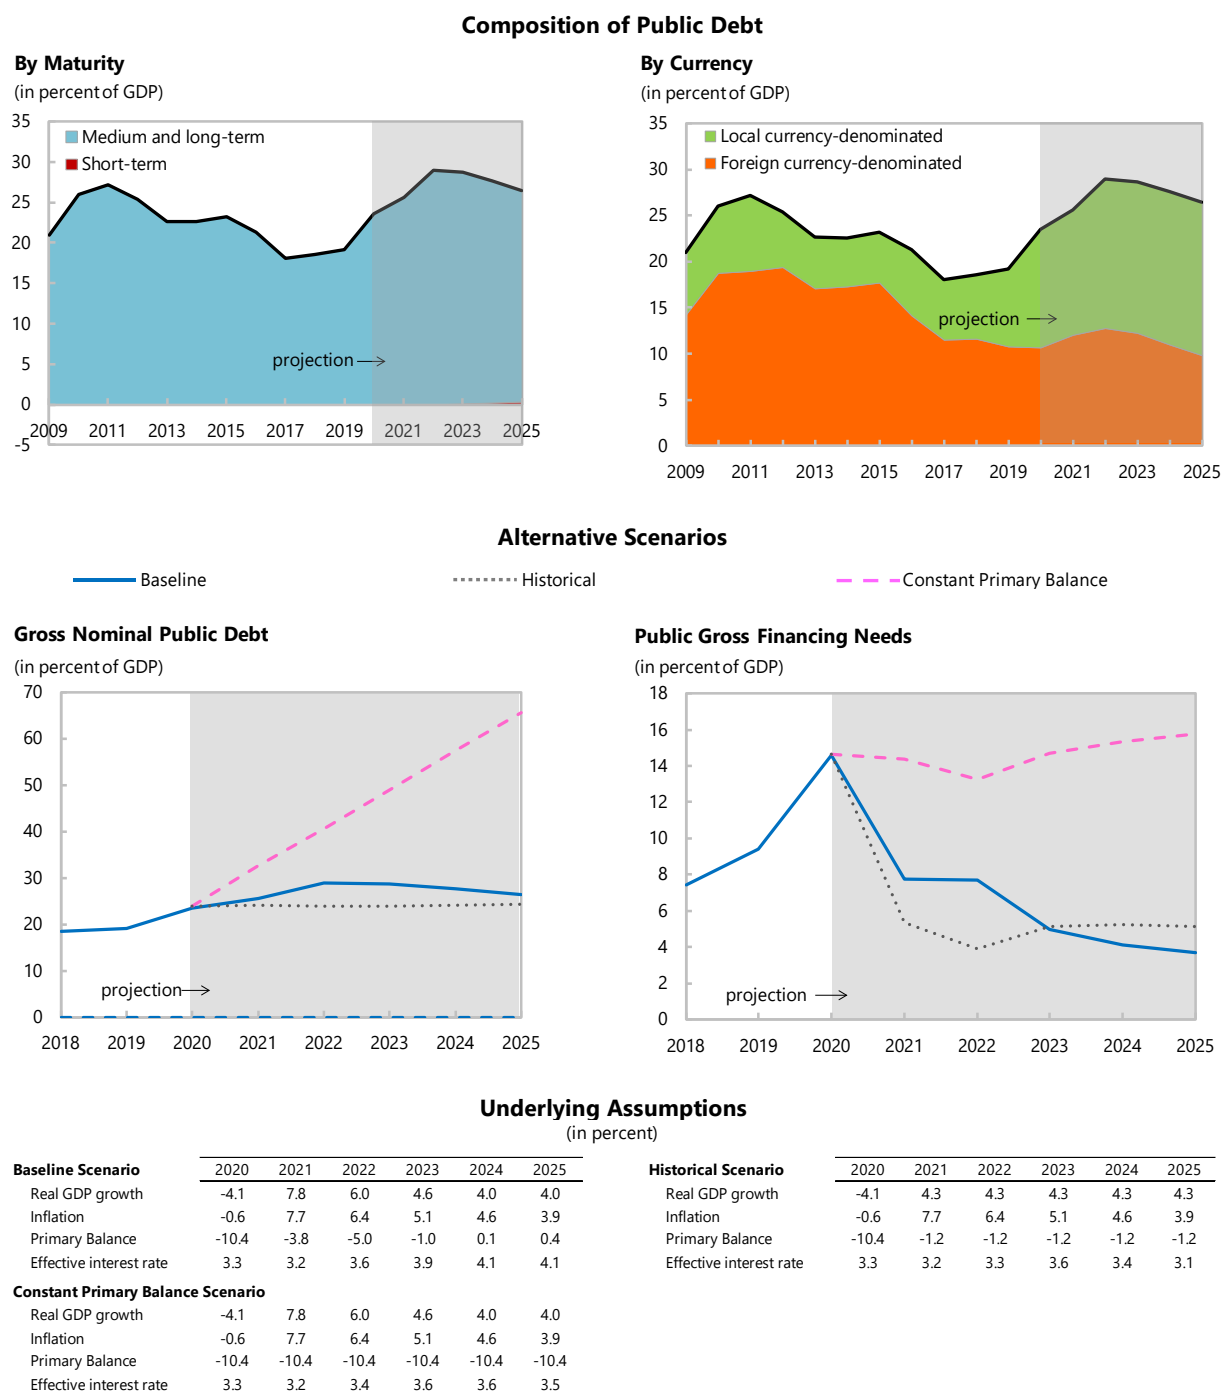 Composition of Public Debt
By Maturity
(in percent of GDP)
35
30
25
20
15
10
5
0
-5
Medium and long-term
Short-term
projection
2009 2011 2013 2015 2017 2019 2021 2023 2025
By Currency
(in percent of GDP)
35
30
25
20
15
10
5
0
Local currency-denominated
Foreign currency-denominated
projection
2009 2011 2013 2015 2017 2019 2021 2023 2025
Alternative Scenarios
Baseline Historical Constant Primary Balance
Gross Nominal Public Debt
(in percent of GDP)
70
60
50
40
30
20
10
0
projection
2018 2019 2020 2021 2022 2023 2024 2025
Public Gross Financing Needs
(in percent of GDP)
18
16
14
12
10
8
6
4
2
0
projection
2018 2019 2020 2021 2022 2023 2024 2025
Underlying Assumptions
(in percent)
Baseline Scenario 2020 2021 2022 2023 2024 2025
Real GDP growth -4.1 7.8 6.0 4.6 4.0 4.0
Inflation -0.6 7.7 6.4 5.1 4.6 3.9
Primary Balance -10.4 -3.8 -5.0 -1.0 0.1 0.4
Effective interest rate 3.3 3.2 3.6 3.9 4.1 4.1
Constant Primary Balance Scenario
Real GDP growth -4.1 7.8 6.0 4.6 4.0 4.0
Inflation -0.6 7.7 6.4 5.1 4.6 3.9
Primary Balance -10.4 -10.4 -10.4 -10.4 -10.4 -10.4
Effective interest rate 3.3 3.2 3.4 3.6 3.6 3.5
Historical Scenario 2020 2021 2022 2023 2024 2025
Real GDP growth -4.1 4.3 4.3 4.3 4.3 4.3
Inflation -0.6 7.7 6.4 5.1 4.6 3.9
Primary Balance -10.4 -1.2 -1.2 -1.2 -1.2 -1.2
Effective interest rate 3.3 3.2 3.3 3.6 3.4 3.1